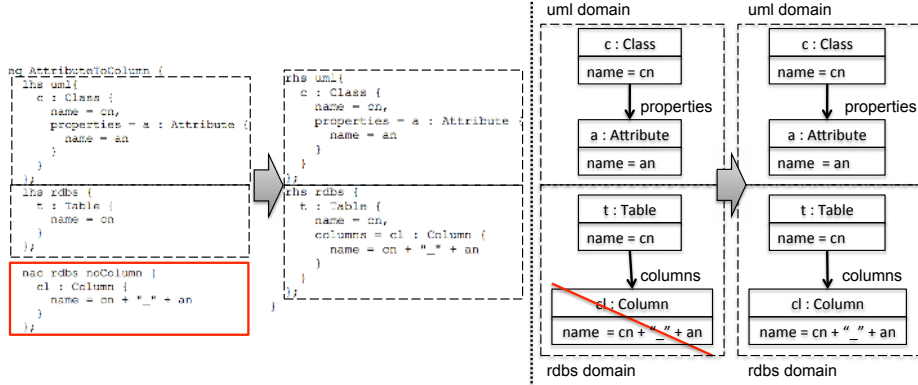 mq AttributeToColumn {
lhs uml{
c : Class {
name = cn,
properties = a : Attribute {
name = an
}
}
};
lhs rdbs {
t : Table {
name = cn
}
};
nac rdbs noColumn {
cl : Column {
name = cn + "_" + an
}
};
rhs uml{
c : Class {
name = cn,
properties = a : Attribute {
name = an
}
}
};
rhs rdbs {
t : Table {
name = cn,
columns = cl : Column {
name = cn + "_" + an
}
}
};
}
uml domain
c : Class
name = cn
properties
a : Attribute
name = an
t : Table
name = cn
columns
cl : Column
name = cn + “_” + an
rdbs domain
uml domain
c : Class
name = cn
properties
a : Attribute
name = an
t : Table
name = cn
columns
cl : Column
name = cn + “_” + an
rdbs domain